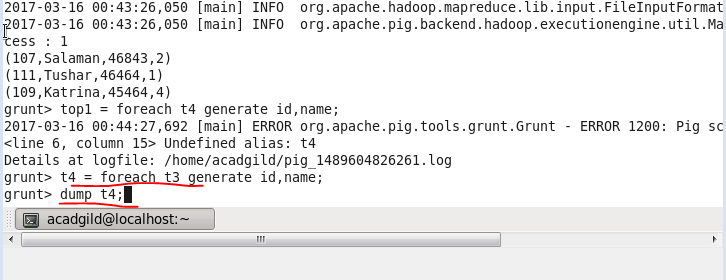 2017-03-16 00:43:26,050 [main] INFO  org.apache.hadoop.mapreduce.lib.input.FileInputFormat
2017-03-16 00:43:26,050 [main] INFO  org.apache.pig.backend.hadoop.executionengine.util.Ma
cess : 1
(107,Salaman,46843,2)
(111,Tushar,46464,1)
(109,Katrina,45464,4)
grunt> top1 = foreach t4 generate id,name;
2017-03-16 00:44:27,692 [main] ERROR org.apache.pig.tools.grunt.Grunt - ERROR 1200: Pig sc
<line 6, column 15> Undefined alias: t4
Details at logfile: /home/acadgild/pig_1489604826261.log
grunt> t4 = foreach t3 generate id,name;
grunt> dump t4;
acadgild@localhost:~